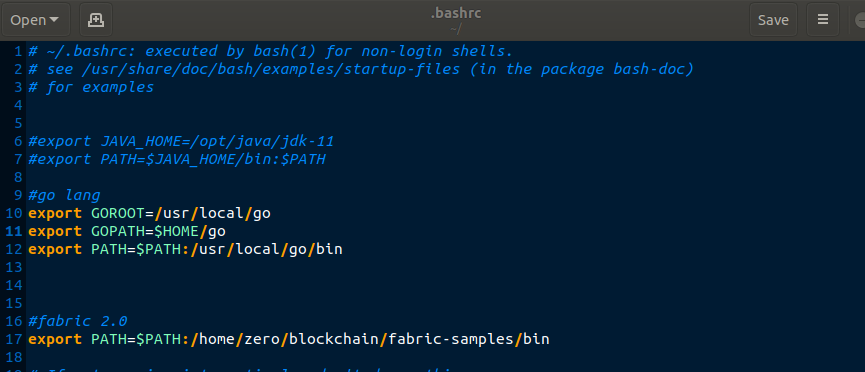 Open
.bashrc
~/
Save
1 # ~/.bashrc: executed by bash(1) for non-login shells.
2 # see /usr/share/doc/bash/examples/startup-files (in the package bash-doc)
3 # for examples
4
5
6 #export JAVA_HOME=/opt/java/jdk-11
7 #export PATH=$JAVA_HOME/bin:$PATH
8
9 #go lang
10 export GOROOT=/usr/local/go
11 export GOPATH=$HOME/go
12 export PATH=$PATH:/usr/local/go/bin
13
14
15
16 #fabric 2.0
17 export PATH=$PATH:/home/zero/blockchain/fabric-samples/bin
18